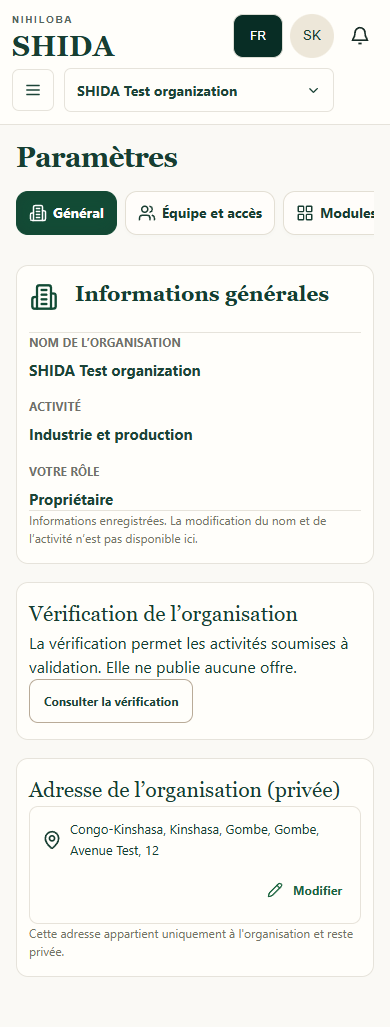 NIHILOBA
SHIDA
FR
SK
SHIDA Test organization
Paramètres
Général
Équipe et accès
Modules
Informations générales
NOM DE L’ORGANISATION
SHIDA Test organization
ACTIVITÉ
Industrie et production
VOTRE RÔLE
Propriétaire
Informations enregistrées. La modification du nom et de
l’activité n’est pas disponible ici.
Vérification de l’organisation
La vérification permet les activités soumises à
validation. Elle ne publie aucune offre.
Consulter la vérification
Adresse de l’organisation (privée)
Congo-Kinshasa, Kinshasa, Gombe, Gombe,
Avenue Test, 12
Modifier
Cette adresse appartient uniquement à l’organisation et reste
privée.